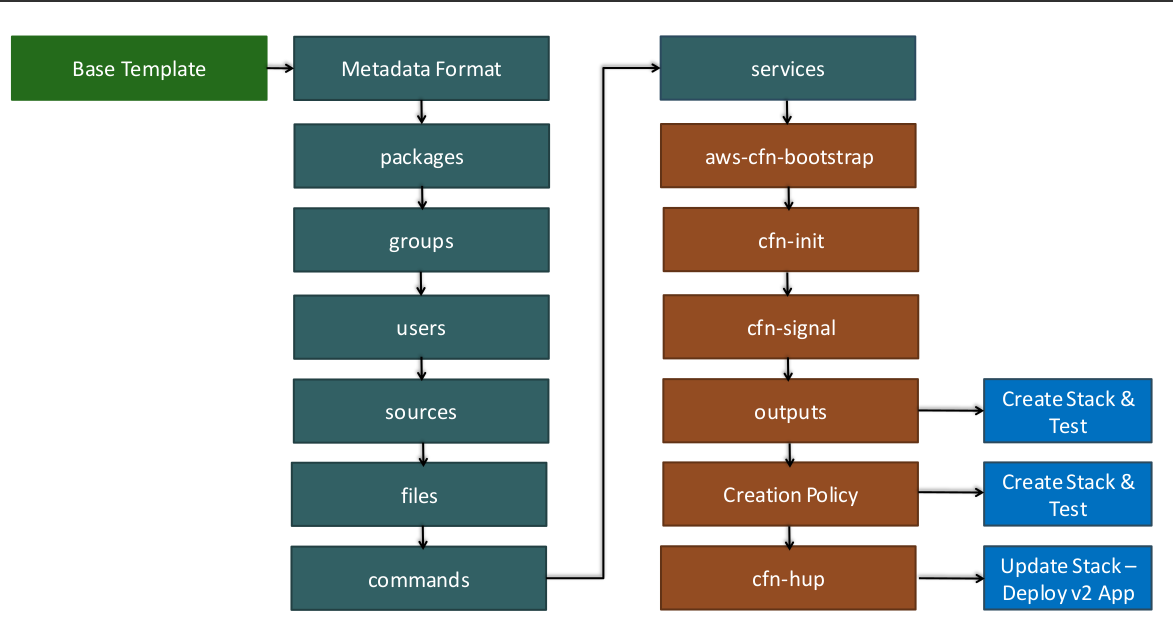 Base Template
Metadata Format
packages
groups
users
sources
files
commands
services
aws-cfn-bootstrap
cfn-init
cfn-signal
outputs
Create Stack &
Test
Creation Policy
Create Stack &
Test
cfn-hup
Update Stack –
Deploy v2 App